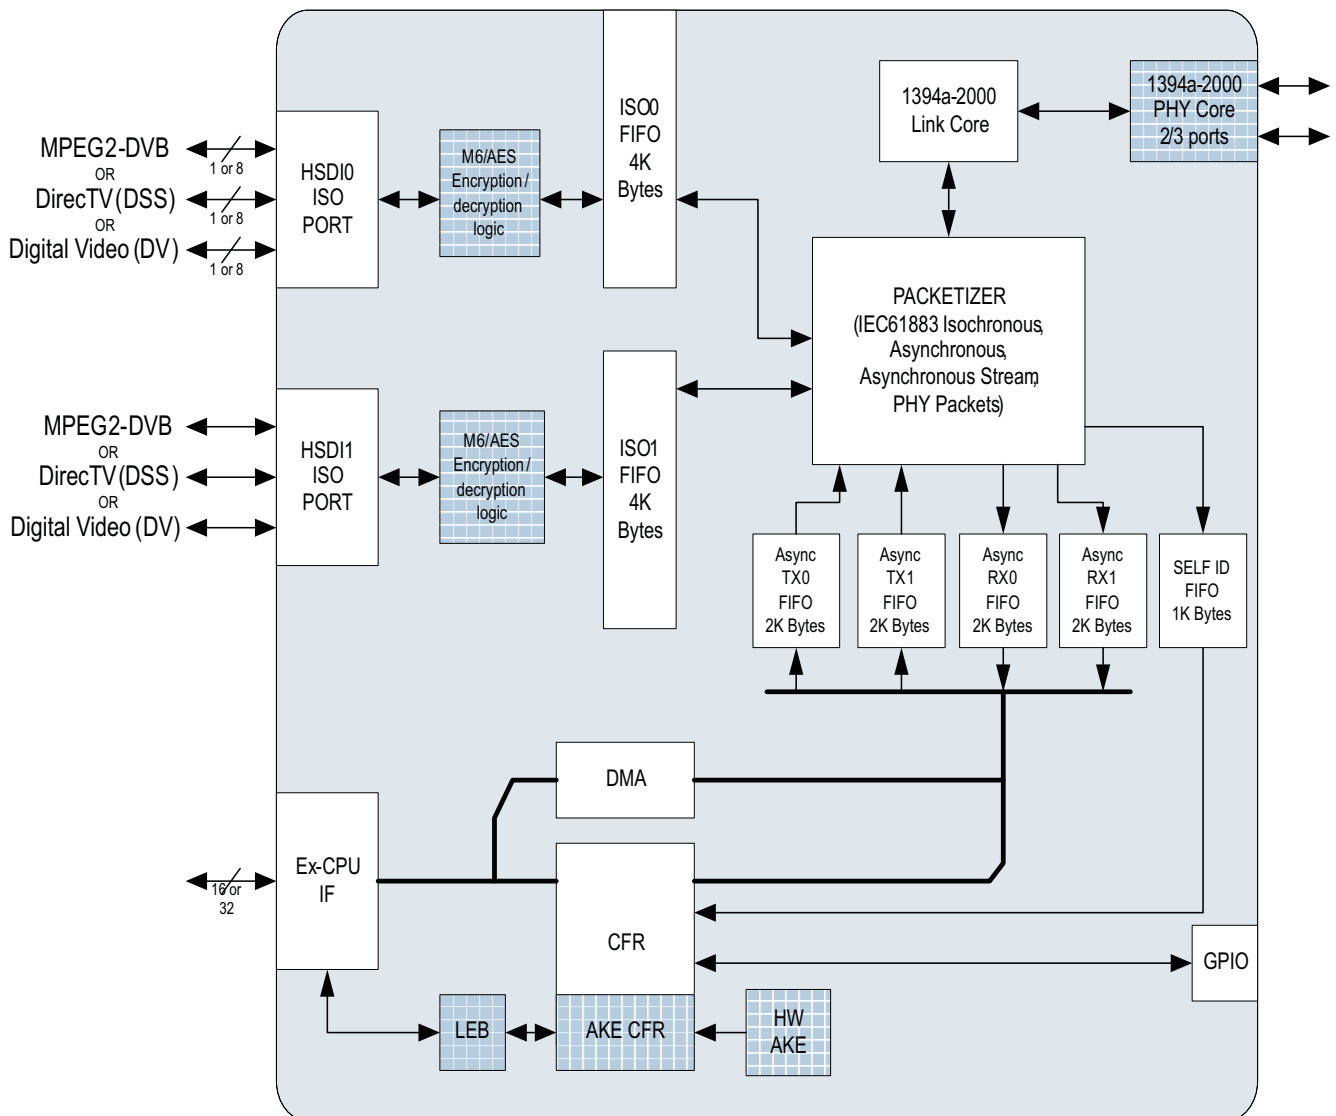 MPEG2-DVB
1 or 8
OR
DirecTV(DSS)
1 or 8
OR
Digital Video (DV)
1 or 8
HSDI0
ISO
PORT
M6/AES
Encryption /
decryption
logic
ISO0
FIFO
4K
Bytes
1394a-2000
Link Core
1394a-2000
PHY Core
2/3 ports
PACKETIZER
(IEC61883 Isochronous,
Asynchronous,
Asynchronous Stream,
PHY Packets)
MPEG2-DVB
OR
DirecTV(DSS)
OR
Digital Video (DV)
HSDI1
ISO
PORT
M6/AES
Encryption /
decryption
logic
ISO1
FIFO
4K
Bytes
Async
TX0
FIFO
2K Bytes
Async
TX1
FIFO
2K Bytes
Async
RX0
FIFO
2K Bytes
Async
RX1
FIFO
2K Bytes
SELF ID
FIFO
1K Bytes
DMA
16 or
32
Ex-CPU
IF
CFR
GPIO
LEB
AKE CFR
HW
AKE